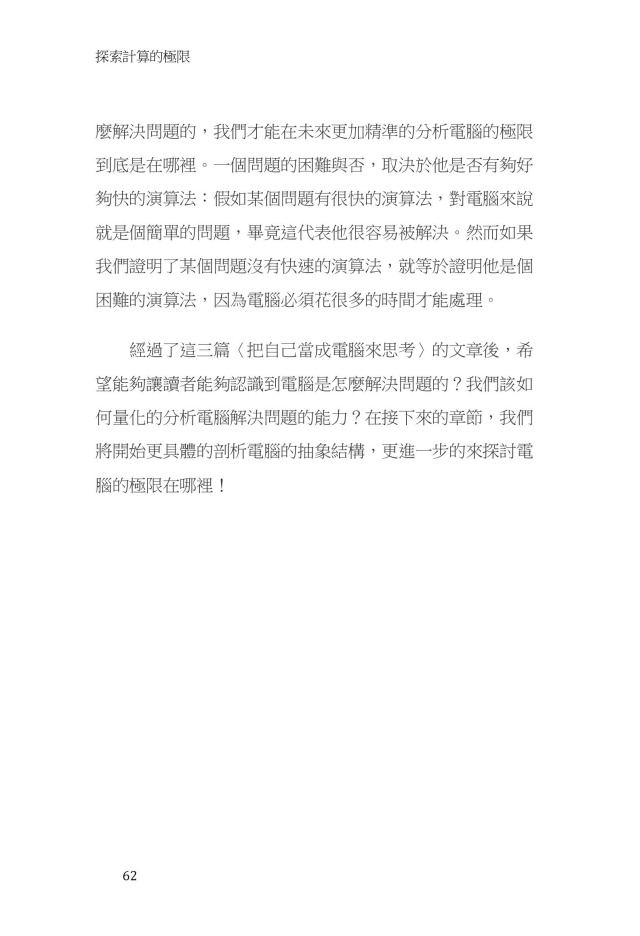 探索計算的極限
麼解決問題的，我們才能在未來更加精準的分析電腦的極限
到底是在哪裡。一個問題的困難與否，取決於他是否有夠好
夠快的演算法：假如某個問題有很快的演算法，對電腦來說
就是個簡單的問題，畢竟這代表他很容易被解決。然而如果
我們證明了某個問題沒有快速的演算法，就等於證明他是個
困難的演算法，因為電腦必須花很多的時間才能處理。
經過了這三篇〈把自己當成電腦來思考〉的文章後，希
望能夠讓讀者能夠認識到電腦是怎麼解決問題的？我們該如
何量化的分析電腦解決問題的能力？在接下來的章節，我們
將開始更具體的剖析電腦的抽象結構，更進一步的來探討電
腦的極限在哪裡！
62